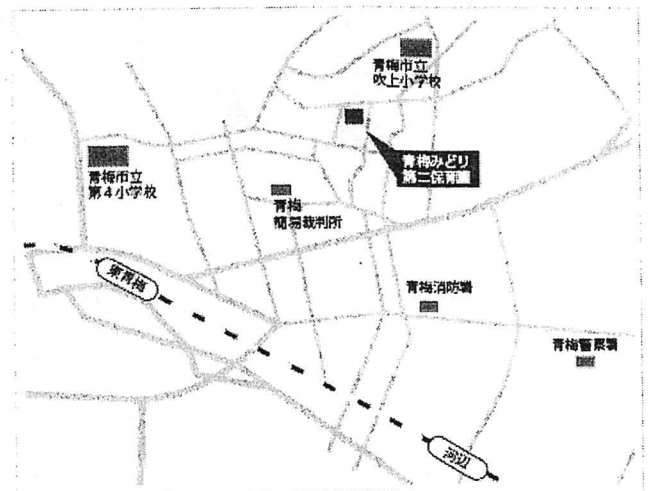 青梅市立
吹上小学校
青梅みどり
第二保育園
青梅市立
第4小学校
青梅
簡易裁判所
東青梅
青梅消防署
青梅警察署
河辺